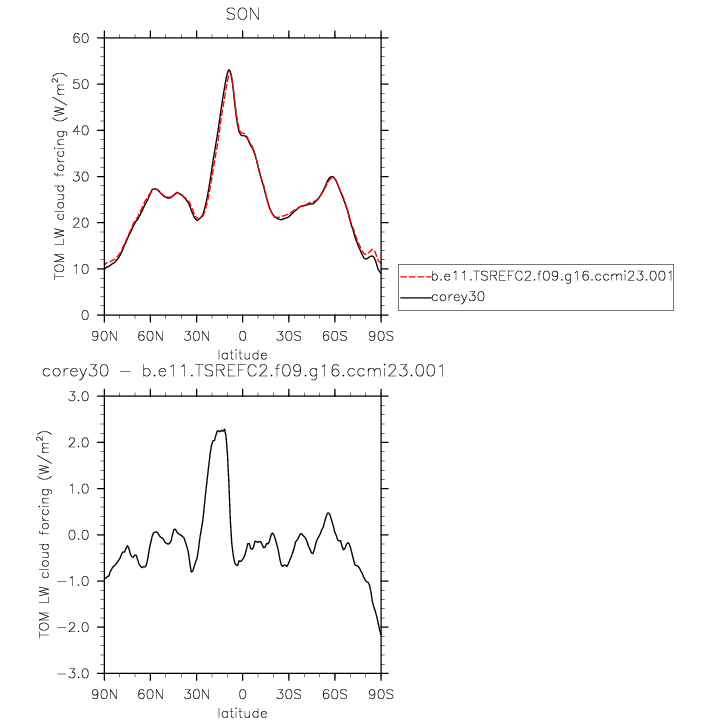 SON
TOM LW cloud forcing (W/m²)
60
50
40
30
20
10
0
90N 60N 30N 0 30S 60S 90S
latitude
b.e11.TSREFC2.f09.g16.ccmi23.001
corey30
corey30 − b.e11.TSREFC2.f09.g16.ccmi23.001
TOM LW cloud forcing (W/m²)
3.0
2.0
1.0
0.0
−1.0
−2.0
−3.0
90N 60N 30N 0 30S 60S 90S
latitude